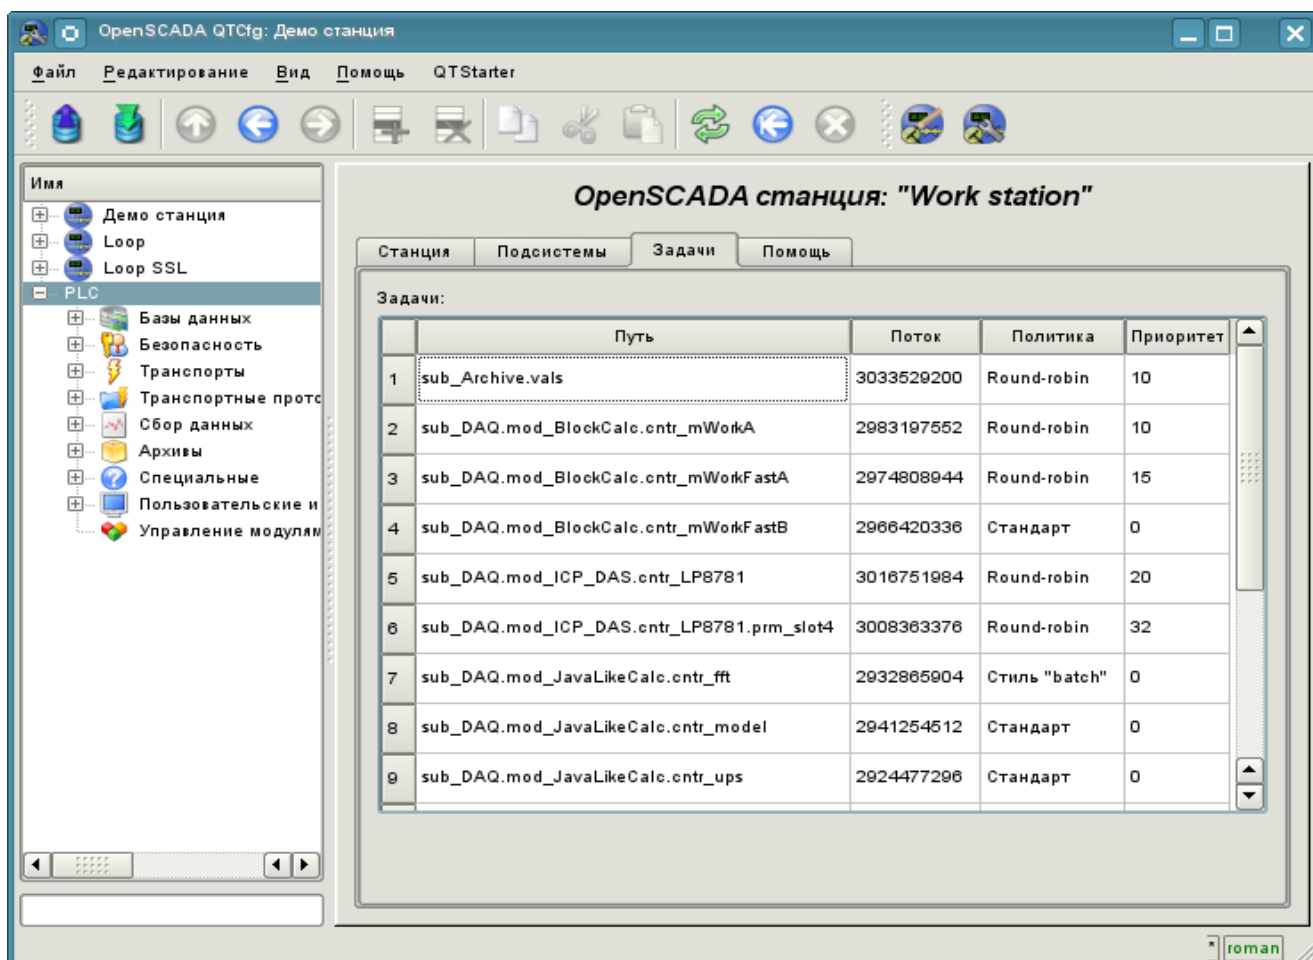 OpenSCADA QTCfg: Демо станция
Файл Редактирование Вид Помощь QTStarter
Имя
Демо станция
Loop
Loop SSL
PLC
Базы данных
Безопасность
Транспорты
Транспортные прото
Сбор данных
Архивы
Специальные
Пользовательские и
Управление модулям
OpenSCADA станция: "Work station"
Станция Подсистемы Задачи Помощь
Задачи:
Путь Поток Политика Приоритет
1 sub_Archive.vals 3033529200 Round-robin 10
2 sub_DAQ.mod_BlockCalc.cntr_mWorkA 2983197552 Round-robin 10
3 sub_DAQ.mod_BlockCalc.cntr_mWorkFastA 2974808944 Round-robin 15
4 sub_DAQ.mod_BlockCalc.cntr_mWorkFastB 2966420336 Стандарт 0
5 sub_DAQ.mod_ICP_DAS.cntr_LP8781 3016751984 Round-robin 20
6 sub_DAQ.mod_ICP_DAS.cntr_LP8781.prm_slot4 3008363376 Round-robin 32
7 sub_DAQ.mod_JavaLikeCalc.cntr_fft 2932865904 Стиль "batch" 0
8 sub_DAQ.mod_JavaLikeCalc.cntr_model 2941254512 Стандарт 0
9 sub_DAQ.mod_JavaLikeCalc.cntr_ups 2924477296 Стандарт 0
* roman